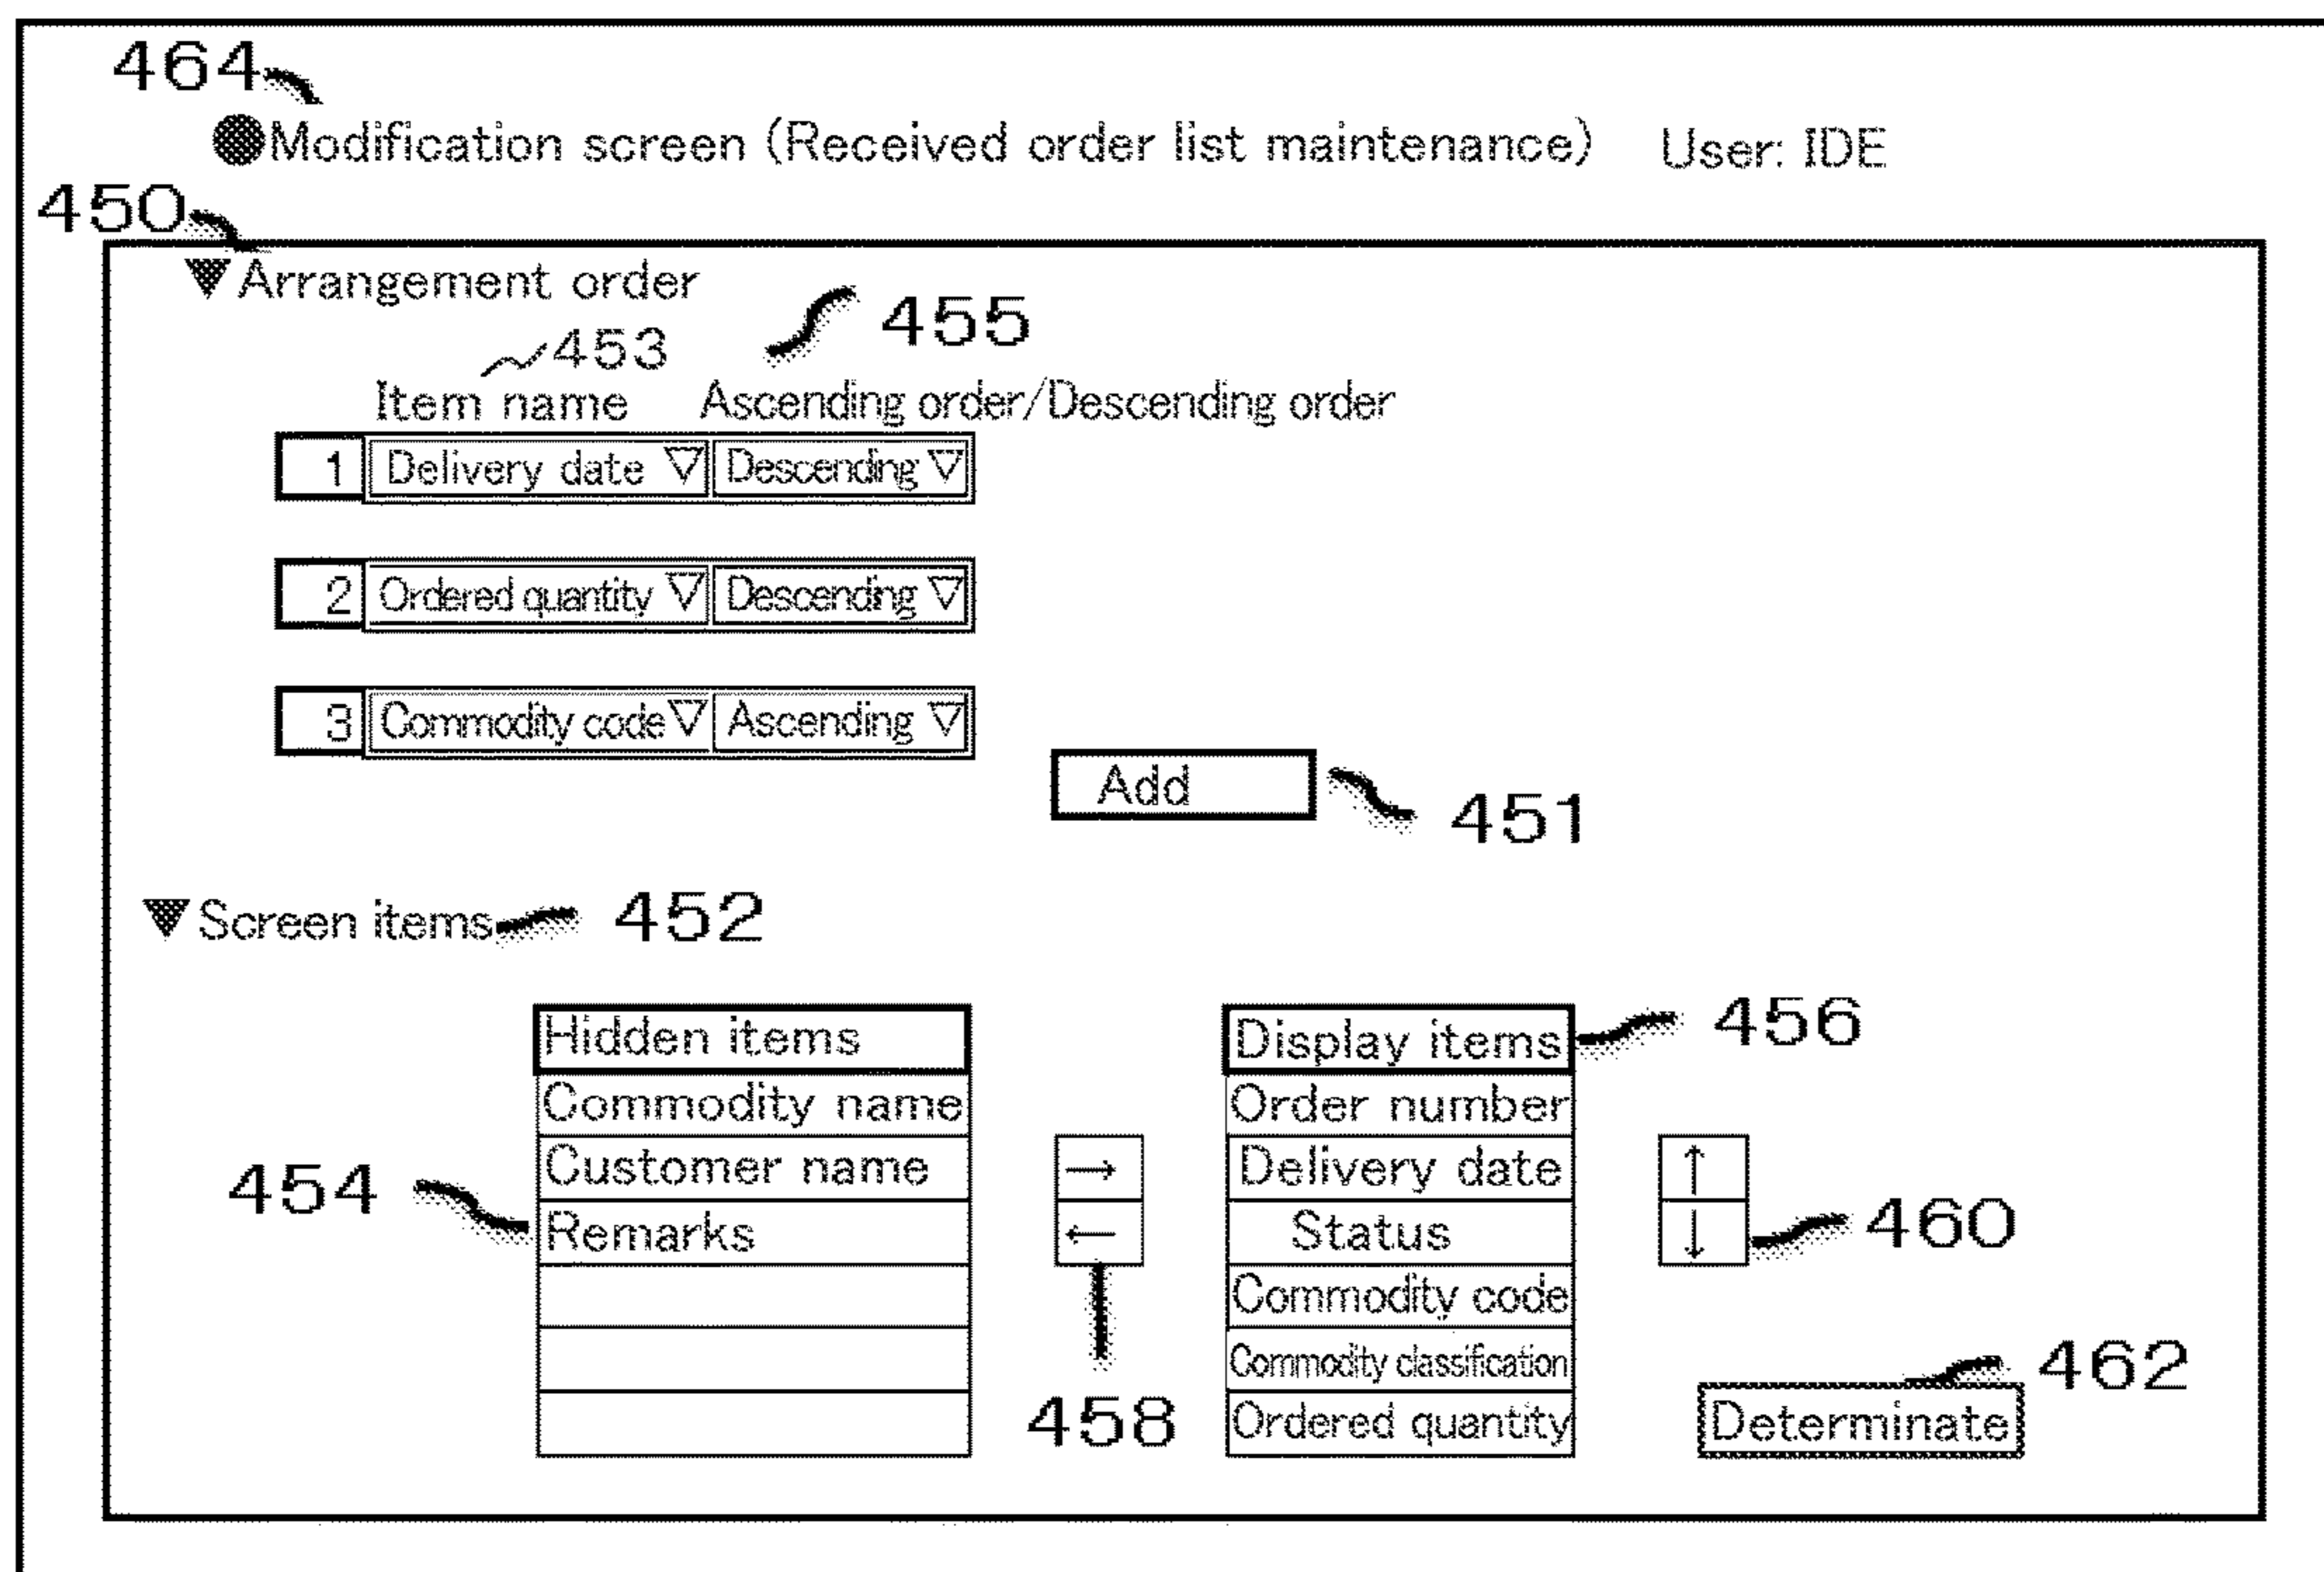 464
●Modification screen (Received order list maintenance) User: IDE
450
▼Arrangement order
453 455
Item name Ascending order/Descending order
1 Delivery date ▽ Descending ▽
2 Ordered quantity ▽ Descending ▽
3 Commodity code ▽ Ascending ▽
Add 451
▼Screen items 452
Hidden items Display items 456
Commodity name Order number
Customer name → Delivery date ↑
454 Remarks ← Status ↓ 460
Commodity code
Commodity classification 462
458 Ordered quantity Determinate